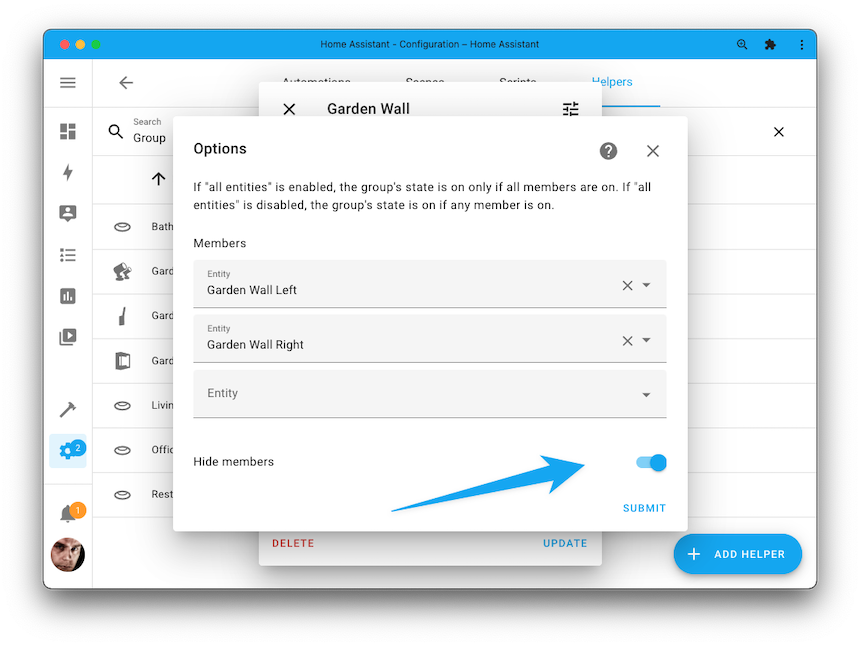 Home Assistant - Configuration – Home Assistant
Automations Scenes Scripts Helpers
Search
Group
Garden Wall
Options
If "all entities" is enabled, the group's state is on only if all members are on. If "all
entities" is disabled, the group's state is on if any member is on.
Members
Entity
Garden Wall Left
Entity
Garden Wall Right
Entity
Hide members
SUBMIT
Bath
Gard
Gard
Gard
Livin
Offic
Rest
2
1
DELETE
UPDATE
ADD HELPER